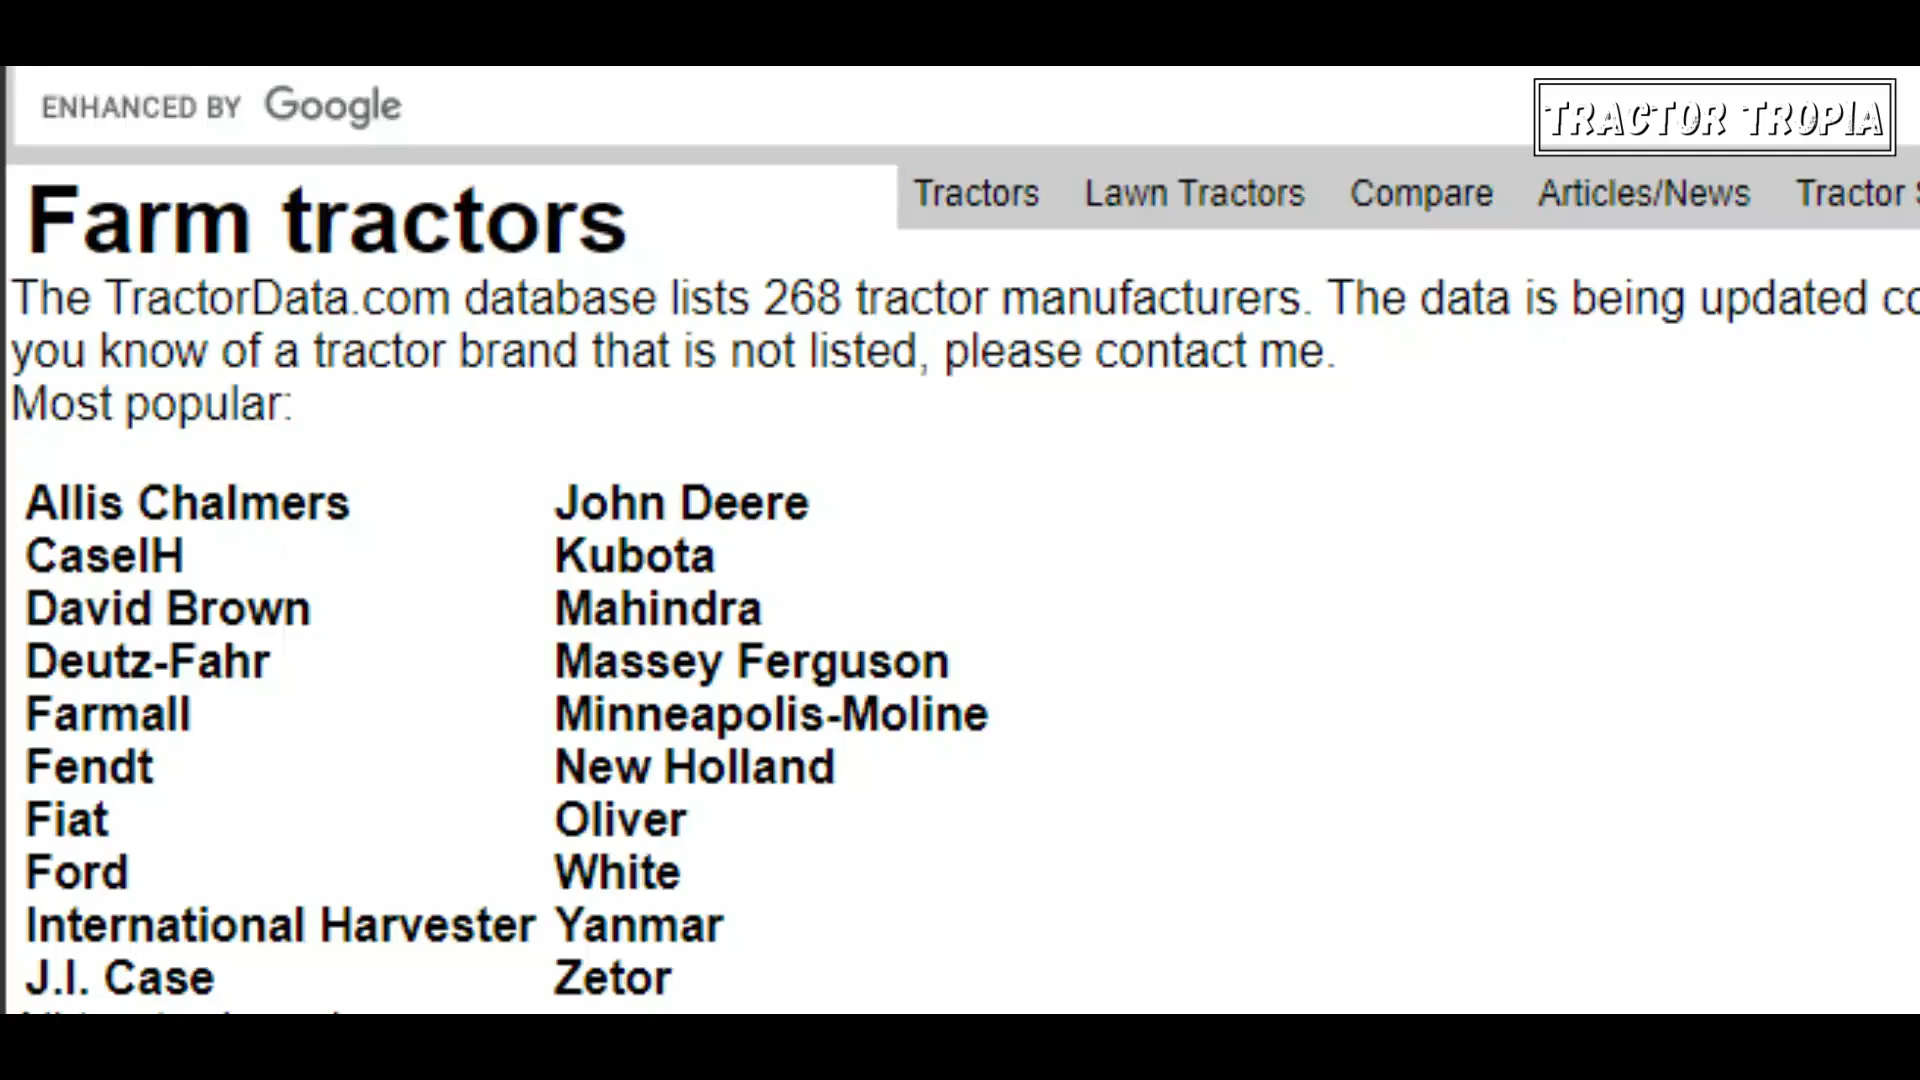 ENHANCED BY Google
TRACTOR TROPIA
Tractors Lawn Tractors Compare Articles/News Tractor
Farm tractors
The TractorData.com database lists 268 tractor manufacturers. The data is being updated
you know of a tractor brand that is not listed, please contact me.
Most popular:
Allis Chalmers John Deere
CaseIH Kubota
David Brown Mahindra
Deutz-Fahr Massey Ferguson
Farmall Minneapolis-Moline
Fendt New Holland
Fiat Oliver
Ford White
International Harvester Yanmar
J.I. Case Zetor